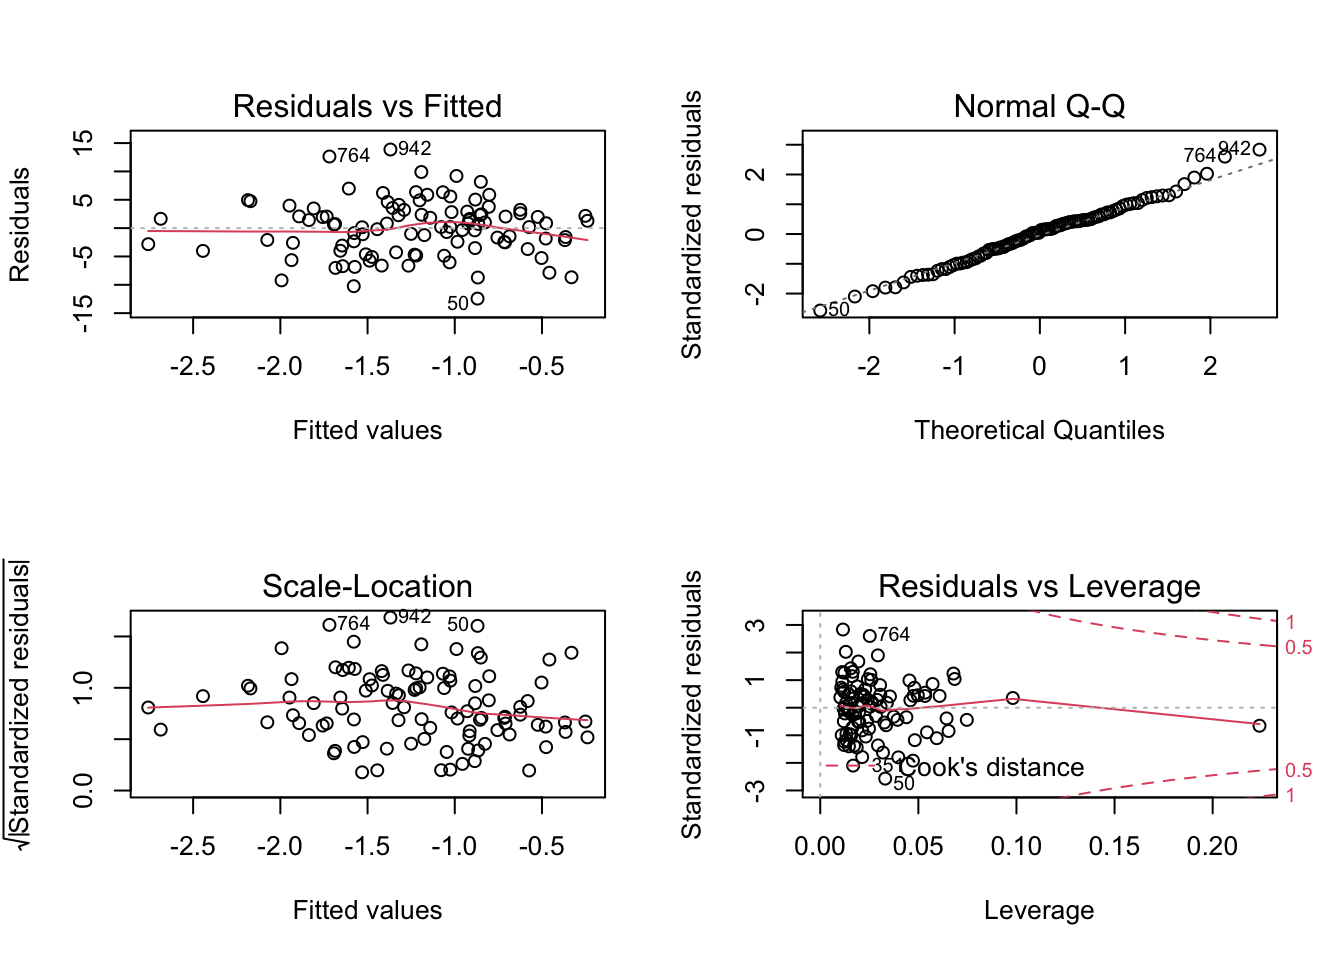 Residuals vs Fitted
Residuals
15
5
0
-5
-15
764
942
50
-2.5 -2.0 -1.5 -1.0 -0.5
Fitted values
Normal Q-Q
Standardized residuals
2
0
-2
764
942
50
-2 -1 0 1 2
Theoretical Quantiles
Scale-Location
√|Standardized residuals|
1.0
0.0
764
942
50
-2.5 -2.0 -1.5 -1.0 -0.5
Fitted values
Residuals vs Leverage
Standardized residuals
3
1
-1
-3
764
Cook's distance
50
1
0.5
0.5
1
0.00 0.05 0.10 0.15 0.20
Leverage